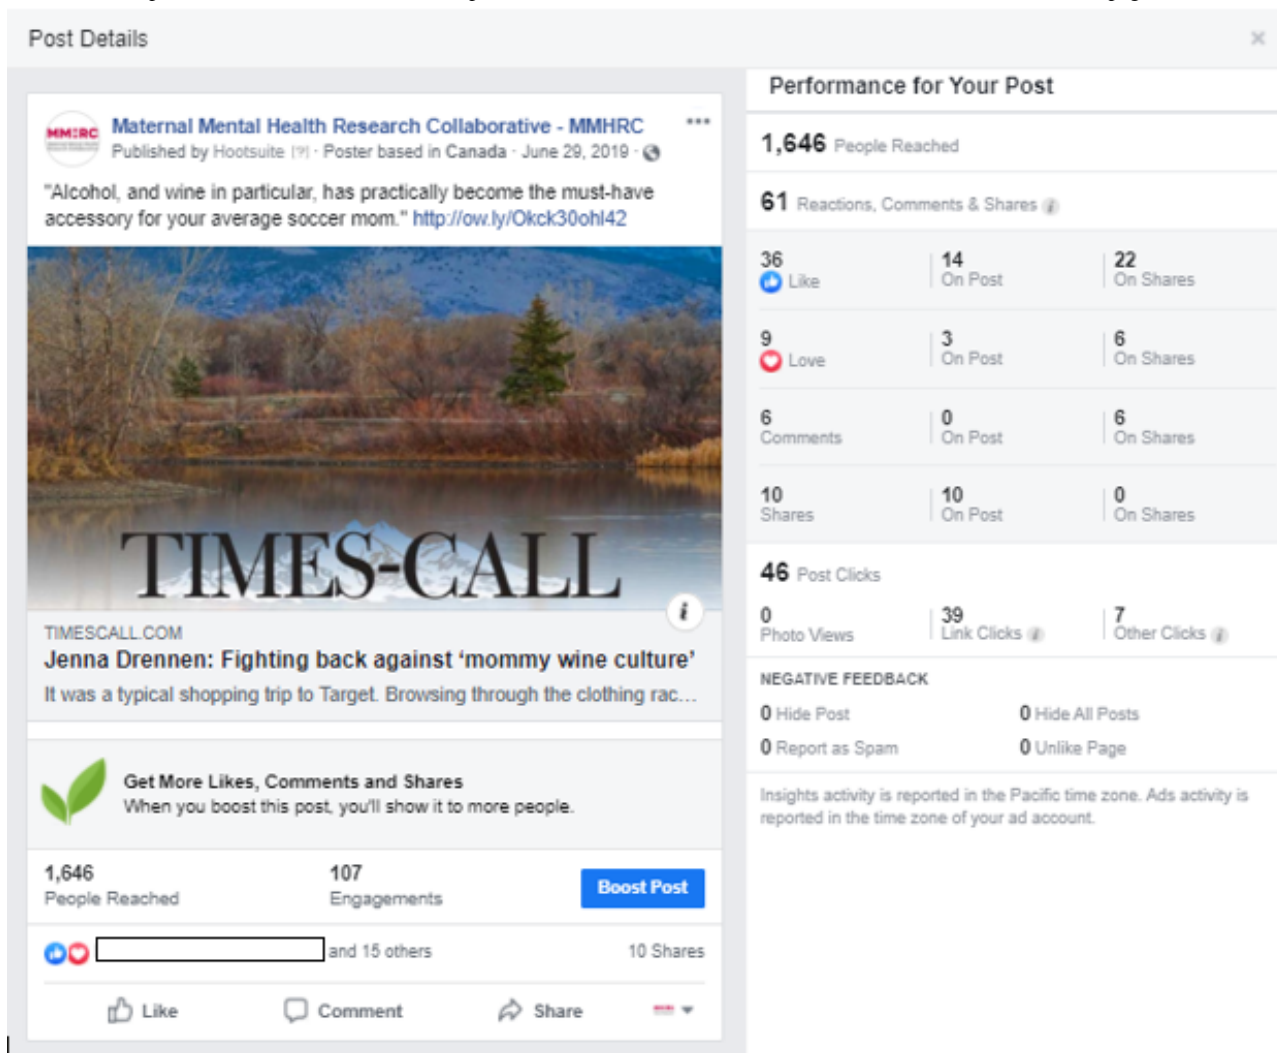 Post Details
Performance for Your Post
MMHRC
Maternal Mental Health Research Collaborative - MMHRC
Published by Hootsuite [?] · Poster based in Canada · June 29, 2019 ·
"Alcohol, and wine in particular, has practically become the must-have
accessory for your average soccer mom." http://ow.ly/Okck30ohl42
TIMES-CALL
TIMESCALL.COM
Jenna Drennen: Fighting back against ‘mommy wine culture’
It was a typical shopping trip to Target. Browsing through the clothing rac...
Get More Likes, Comments and Shares
When you boost this post, you'll show it to more people.
1,646 107
People Reached Engagements Boost Post
and 15 others 10 Shares
Like Comment Share
1,646 People Reached
61 Reactions, Comments & Shares
36 14 22
Like On Post On Shares
9 3 6
Love On Post On Shares
6 0 6
Comments On Post On Shares
10 10 0
Shares On Post On Shares
46 Post Clicks
0 39 7
Photo Views Link Clicks Other Clicks
NEGATIVE FEEDBACK
0 Hide Post 0 Hide All Posts
0 Report as Spam 0 Unlike Page
Insights activity is reported in the Pacific time zone. Ads activity is
reported in the time zone of your ad account.